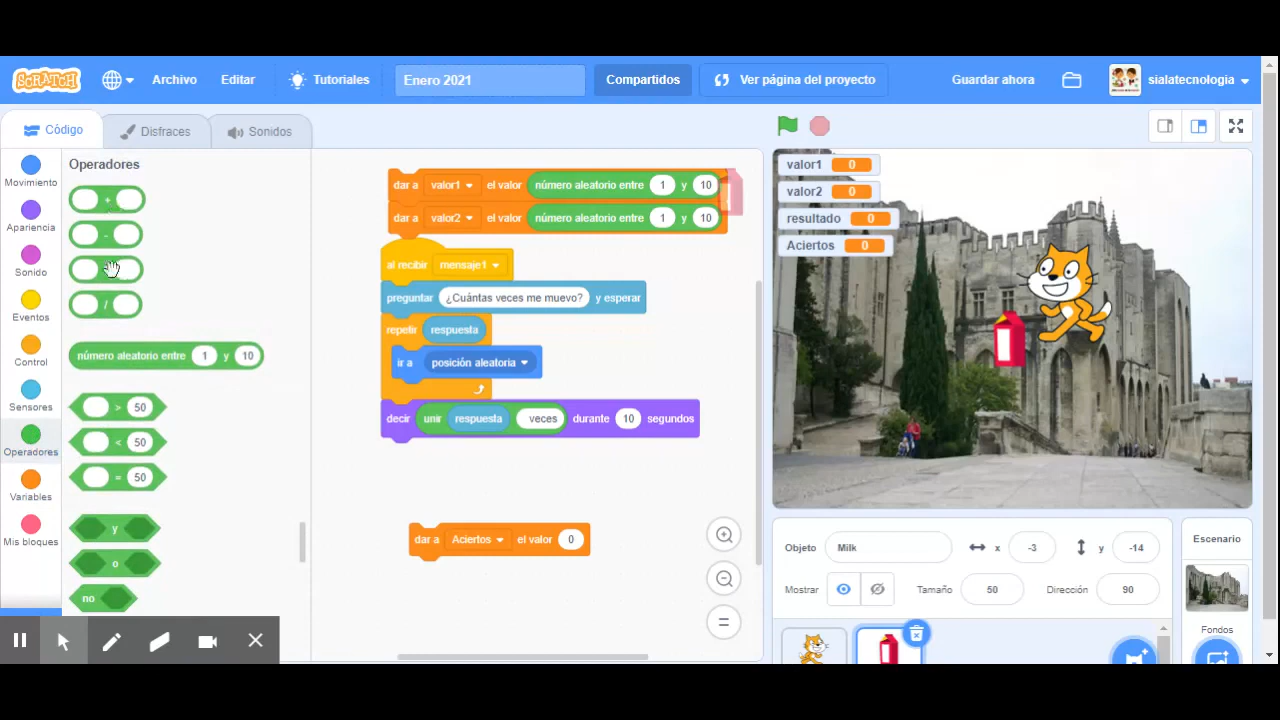 SCRATCH
Archivo
Editar
Tutoriales
Enero 2021
Compartidos
Ver página del proyecto
Guardar ahora
sialatecnologia
Código
Disfraces
Sonidos
Movimiento
Apariencia
Sonido
Eventos
Control
Sensores
Operadores
Variables
Mis bloques
Operadores
+
-
/
número aleatorio entre 1 y 10
> 50
< 50
= 50
y
o
no
dar a valor1 el valor número aleatorio entre 1 y 10
dar a valor2 el valor número aleatorio entre 1 y 10
al recibir mensaje1
preguntar ¿Cuántas veces me muevo? y esperar
repetir respuesta
ir a posición aleatoria
decir unir respuesta veces durante 10 segundos
dar a Aciertos el valor 0
valor1 0
valor2 0
resultado 0
Aciertos 0
Objeto Milk x -3 y -14
Mostrar Tamaño 50 Dirección 90
Escenario
Fondos